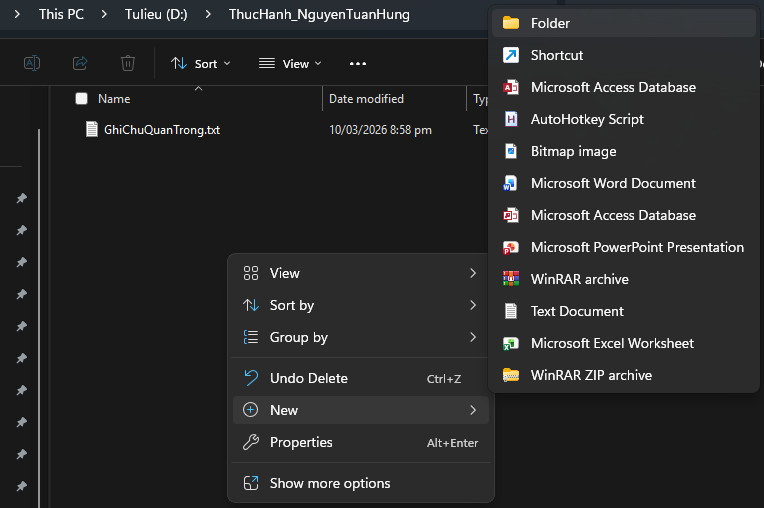 This PC > Tulieu (D:) > ThucHanh_NguyenTuanHung
Sort
View
Name
Date modified
GhiChuQuanTrong.txt
10/03/2026 8:58 pm
View
Sort by
Group by
Undo Delete Ctrl+Z
New
Properties Alt+Enter
Show more options
Folder
Shortcut
Microsoft Access Database
AutoHotkey Script
Bitmap image
Microsoft Word Document
Microsoft Access Database
Microsoft PowerPoint Presentation
WinRAR archive
Text Document
Microsoft Excel Worksheet
WinRAR ZIP archive